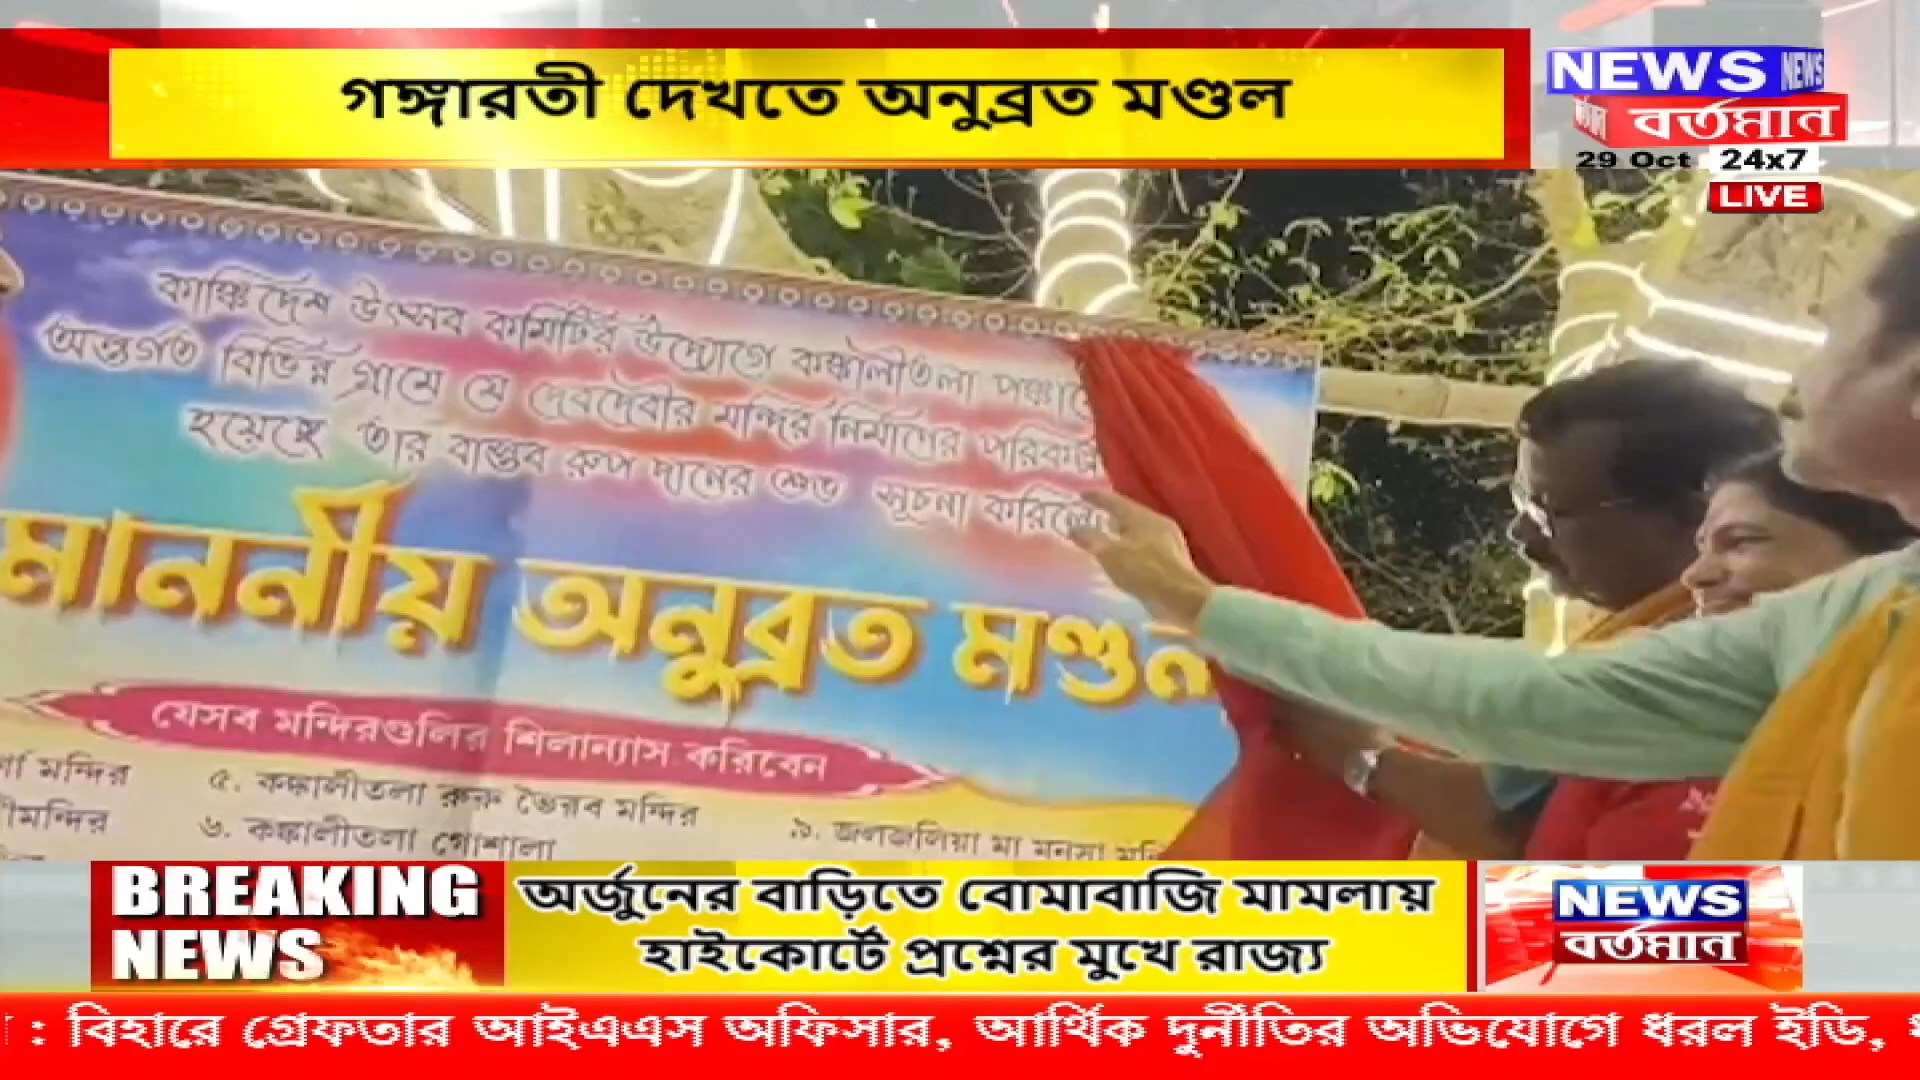 গঙ্গারতী দেখতে অনুব্রত মণ্ডল
NEWS NEWS
বর্তমান
29 Oct 24x7
LIVE
কাঞ্চিদেশ উৎসব কমিটির উদ্যোগে কঙ্কালীতলা
অন্তর্গত বিভিন্ন গ্রামে যে দেবদেবীর মন্দির নির্মাণের
হয়েছে তার বাস্তব রুপ দানের শুভ সূচনা
মাননীয় অনুব্রত মণ্ডল
যেসব মন্দিরগুলির শিলান্যাস করিবেন
মন্দির
৫. কঙ্কালীতলা রুরু ভৈরব মন্দির
৬. কঙ্কালীতলা গোশালা
৯. জলজলিয়া মা মনসা
BREAKING
NEWS
অর্জুনের বাড়িতে বোমাবাজি মামলায়
হাইকোর্টে প্রশ্নের মুখে রাজ্য
NEWS
বর্তমান
: বিহারে গ্রেফতার আইএএস অফিসার, আর্থিক দুর্নীতির অভিযোগে ধরল ইডি,